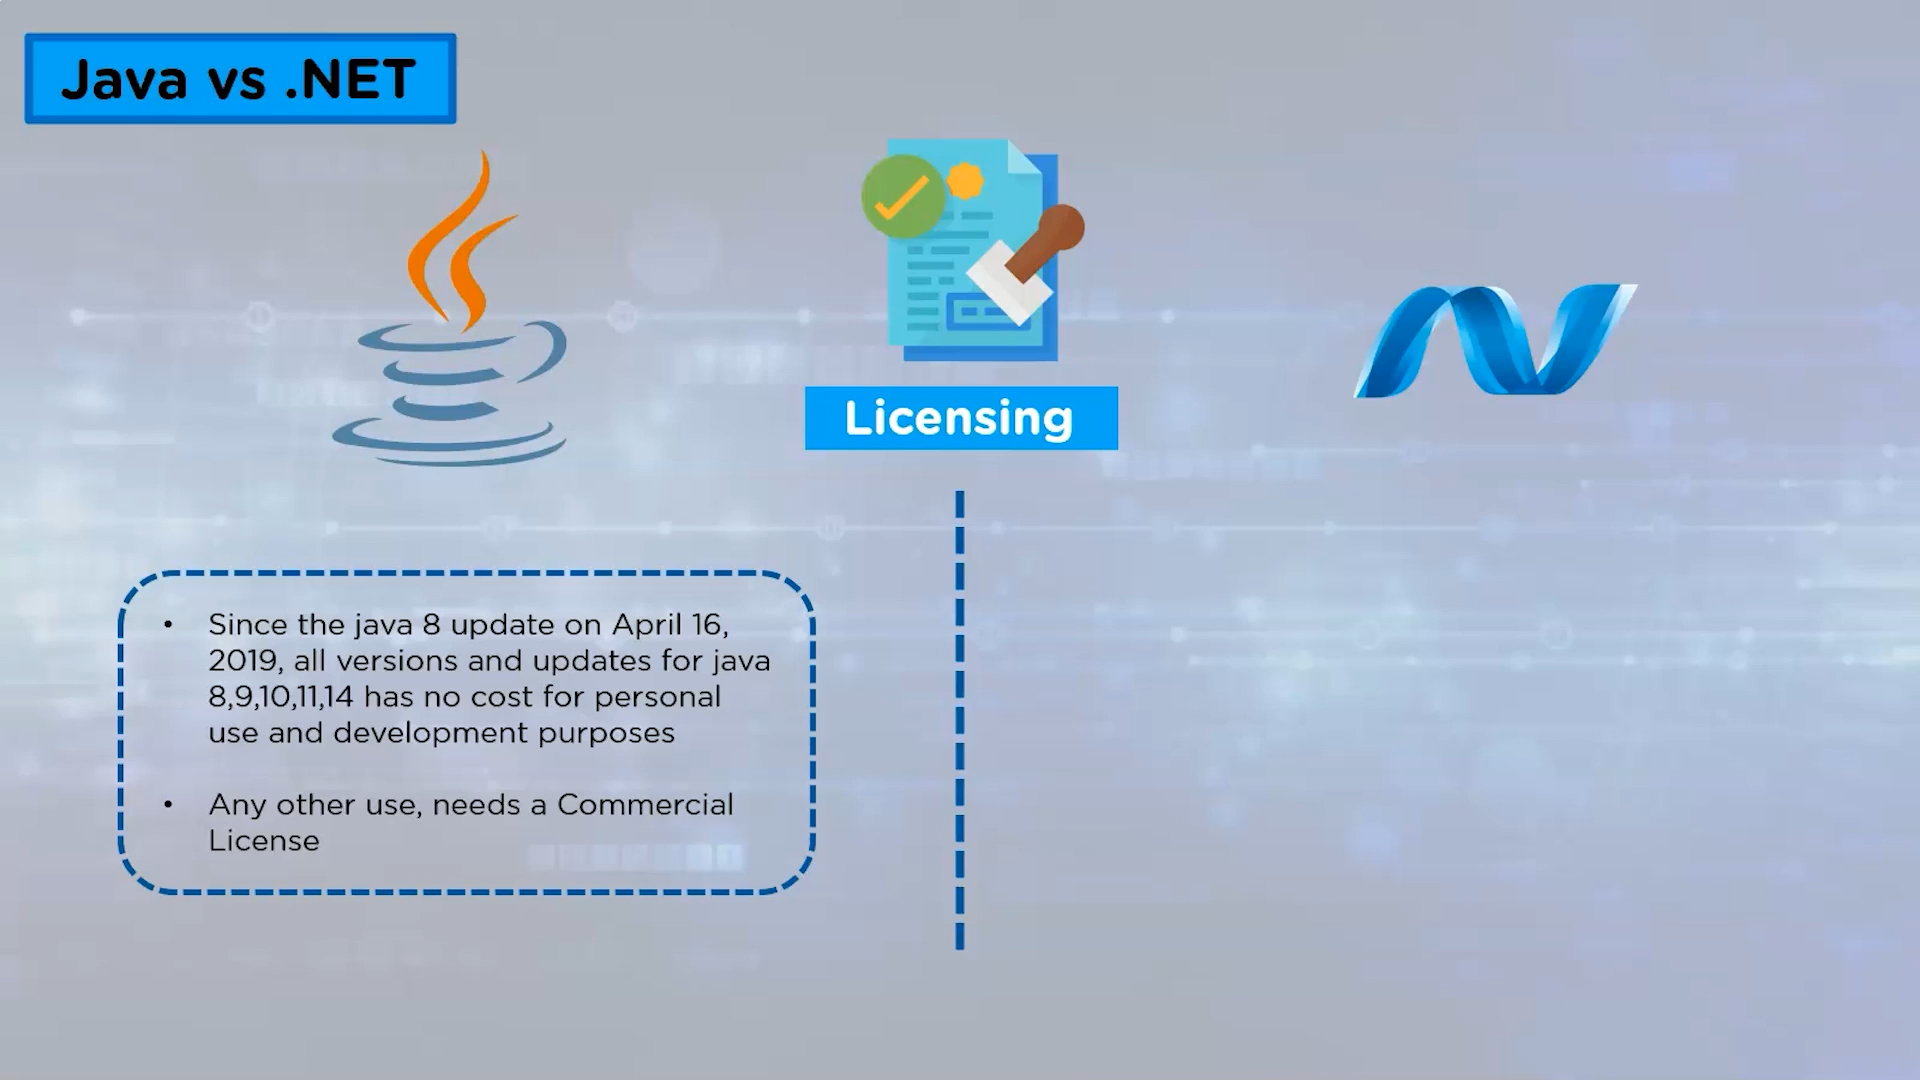 Java vs .NET
Licensing
• Since the java 8 update on April 16,
2019, all versions and updates for java
8,9,10,11,14 has no cost for personal
use and development purposes
• Any other use, needs a Commercial
License